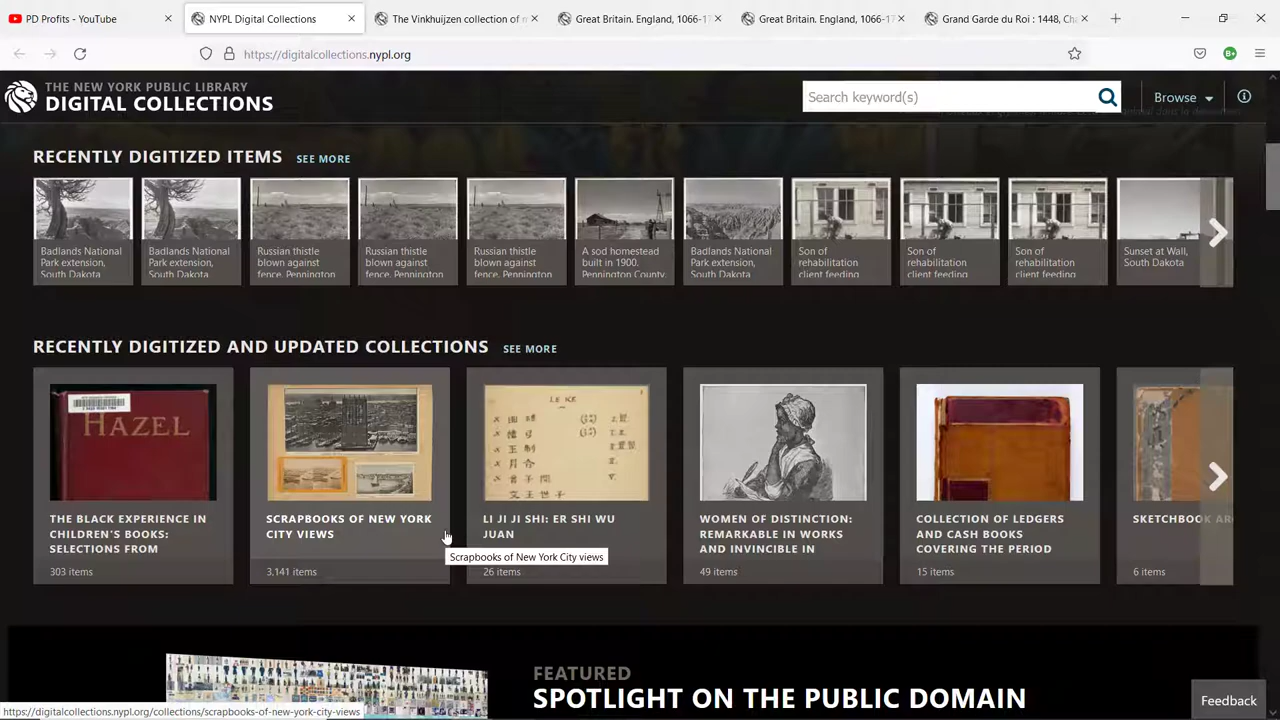 PD Profits - YouTube
NYPL Digital Collections
The Vinkhuijzen collection of m
Great Britain. England, 1066-17
Great Britain. England, 1066-17
Grand Garde du Roi : 1448, Cha
https://digitalcollections.nypl.org
THE NEW YORK PUBLIC LIBRARY
DIGITAL COLLECTIONS
Search keyword(s)
Browse
RECENTLY DIGITIZED ITEMS SEE MORE
Badlands National
Park extension,
South Dakota
Badlands National
Park extension,
South Dakota
Russian thistle
blown against
fence. Pennington
Russian thistle
blown against
fence. Pennington
Russian thistle
blown against
fence. Pennington
A sod homestead
built in 1900.
Pennington County,
Badlands National
Park extension,
South Dakota
Son of
rehabilitation
client feeding
Son of
rehabilitation
client feeding
Son of
rehabilitation
client feeding
Sunset at Wall,
South Dakota
RECENTLY DIGITIZED AND UPDATED COLLECTIONS SEE MORE
HAZEL
THE BLACK EXPERIENCE IN
CHILDREN'S BOOKS:
SELECTIONS FROM
303 items
SCRAPBOOKS OF NEW YORK
CITY VIEWS
3,141 items
Scrapbooks of New York City views
LE KE
LI JI JI SHI: ER SHI WU
JUAN
26 items
WOMEN OF DISTINCTION:
REMARKABLE IN WORKS
AND INVINCIBLE IN
49 items
COLLECTION OF LEDGERS
AND CASH BOOKS
COVERING THE PERIOD
15 items
SKETCHBOOK AR
6 items
FEATURED
SPOTLIGHT ON THE PUBLIC DOMAIN
Feedback
https://digitalcollections.nypl.org/collections/scrapbooks-of-new-york-city-views